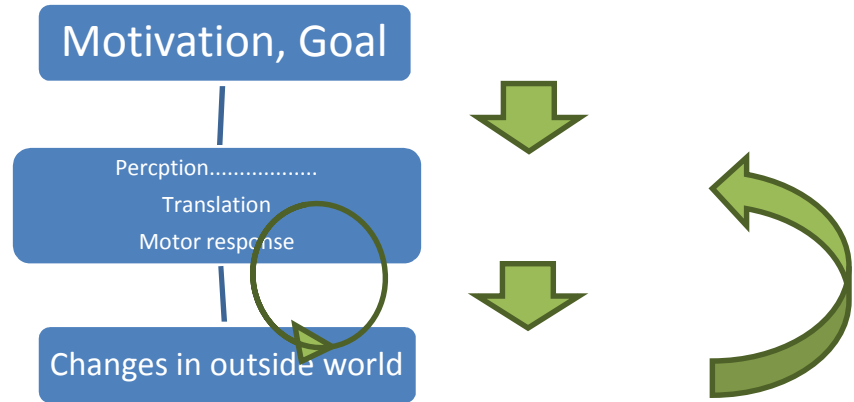 Motivation, Goal
Percption...................
Translation
Motor response
Changes in outside world